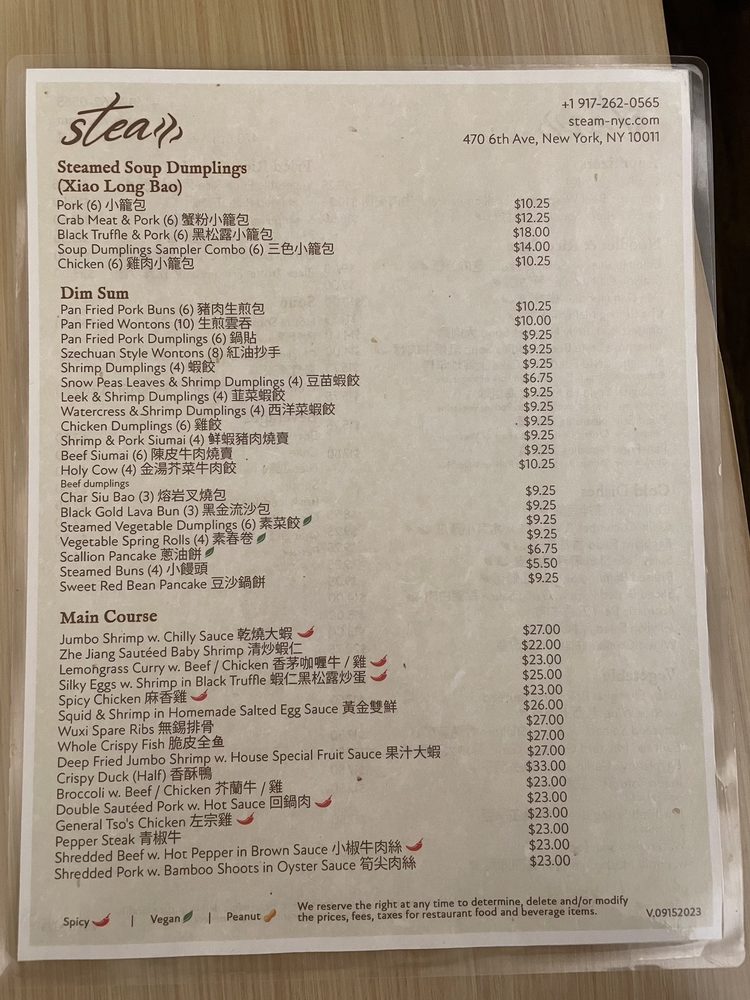 steam
+1 917-262-0565
steam-nyc.com
470 6th Ave, New York, NY 10011
Steamed Soup Dumplings
(Xiao Long Bao)
Pork (6) 小籠包 $10.25
Crab Meat & Pork (6) 蟹粉小籠包 $12.25
Black Truffle & Pork (6) 黑松露小籠包 $18.00
Soup Dumplings Sampler Combo (6) 三色小籠包 $14.00
Chicken (6) 雞肉小籠包 $10.25
Dim Sum
Pan Fried Pork Buns (6) 豬肉生煎包 $10.25
Pan Fried Wontons (10) 生煎雲吞 $10.00
Pan Fried Pork Dumplings (6) 鍋貼 $9.25
Szechuan Style Wontons (8) 紅油抄手 $9.25
Shrimp Dumplings (4) 蝦餃 $9.25
Snow Peas Leaves & Shrimp Dumplings (4) 豆苗蝦餃 $6.75
Leek & Shrimp Dumplings (4) 韮菜蝦餃 $9.25
Watercress & Shrimp Dumplings (4) 西洋菜蝦餃 $9.25
Chicken Dumplings (6) 雞餃 $9.25
Shrimp & Pork Siumai (4) 鮮蝦豬肉燒賣 $9.25
Beef Siumai (6) 陳皮牛肉燒賣 $9.25
Holy Cow (4) 金湯芥菜牛肉餃 $10.25
Beef dumplings
Char Siu Bao (3) 熔岩叉燒包 $9.25
Black Gold Lava Bun (3) 黑金流沙包 $9.25
Steamed Vegetable Dumplings (6) 素菜餃 $9.25
Vegetable Spring Rolls (4) 素春卷 $9.25
Scallion Pancake 蔥油餅 $6.75
Steamed Buns (4) 小饅頭 $5.50
Sweet Red Bean Pancake 豆沙鍋餅 $9.25
Main Course
Jumbo Shrimp w. Chilly Sauce 乾燒大蝦 $27.00
Zhe Jiang Sautéed Baby Shrimp 清炒蝦仁 $22.00
Lemongrass Curry w. Beef / Chicken 香茅咖喱牛 / 雞 $23.00
Silky Eggs w. Shrimp in Black Truffle 蝦仁黑松露炒蛋 $25.00
Spicy Chicken 麻香雞 $23.00
Squid & Shrimp in Homemade Salted Egg Sauce 黃金雙鮮 $26.00
Wuxi Spare Ribs 無錫排骨 $27.00
Whole Crispy Fish 脆皮全鱼 $27.00
Deep Fried Jumbo Shrimp w. House Special Fruit Sauce 果汁大蝦 $27.00
Crispy Duck (Half) 香酥鴨 $33.00
Broccoli w. Beef / Chicken 芥蘭牛 / 雞 $23.00
Double Sautéed Pork w. Hot Sauce 回鍋肉 $23.00
General Tso's Chicken 左宗雞 $23.00
Pepper Steak 青椒牛 $23.00
Shredded Beef w. Hot Pepper in Brown Sauce 小椒牛肉絲 $23.00
Shredded Pork w. Bamboo Shoots in Oyster Sauce 筍尖肉絲 $23.00
Spicy | Vegan | Peanut
We reserve the right at any time to determine, delete and/or modify
the prices, fees, taxes for restaurant food and beverage items.
V.09152023